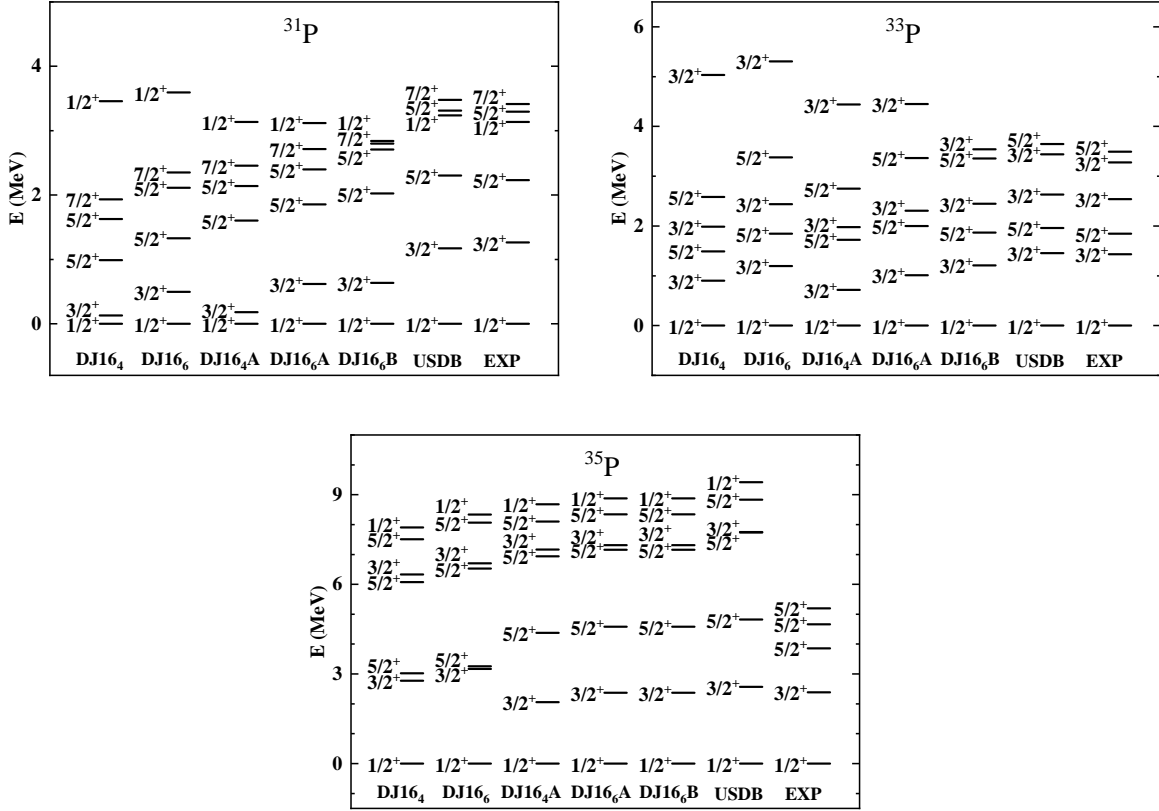 ³¹P
E (MeV)
4
2
0
1/2⁺ 1/2⁺ 1/2⁺ 1/2⁺ 1/2⁺ 7/2⁺ 7/2⁺
7/2⁺ 7/2⁺ 7/2⁺ 7/2⁺ 7/2⁺ 5/2⁺ 5/2⁺
5/2⁺ 5/2⁺ 5/2⁺ 5/2⁺ 5/2⁺ 1/2⁺ 1/2⁺
5/2⁺ 5/2⁺ 5/2⁺ 5/2⁺ 5/2⁺ 5/2⁺ 5/2⁺
3/2⁺ 3/2⁺ 3/2⁺ 3/2⁺ 3/2⁺ 3/2⁺ 3/2⁺
1/2⁺ 1/2⁺ 1/2⁺ 1/2⁺ 1/2⁺ 1/2⁺ 1/2⁺
DJ16₄ DJ16₆ DJ16₄A DJ16₆A DJ16₆B USDB EXP
³³P
E (MeV)
6
4
2
0
3/2⁺ 3/2⁺ 3/2⁺ 3/2⁺ 3/2⁺ 5/2⁺ 5/2⁺
5/2⁺ 5/2⁺ 5/2⁺ 5/2⁺ 5/2⁺ 3/2⁺ 3/2⁺
3/2⁺ 3/2⁺ 3/2⁺ 3/2⁺ 3/2⁺ 3/2⁺ 3/2⁺
5/2⁺ 5/2⁺ 5/2⁺ 5/2⁺ 5/2⁺ 5/2⁺ 5/2⁺
3/2⁺ 3/2⁺ 3/2⁺ 3/2⁺ 3/2⁺ 3/2⁺ 3/2⁺
1/2⁺ 1/2⁺ 1/2⁺ 1/2⁺ 1/2⁺ 1/2⁺ 1/2⁺
DJ16₄ DJ16₆ DJ16₄A DJ16₆A DJ16₆B USDB EXP
³⁵P
E (MeV)
9
6
3
0
1/2⁺ 1/2⁺ 1/2⁺ 1/2⁺ 1/2⁺ 1/2⁺
5/2⁺ 5/2⁺ 5/2⁺ 5/2⁺ 5/2⁺ 5/2⁺
3/2⁺ 3/2⁺ 3/2⁺ 3/2⁺ 3/2⁺ 3/2⁺ 5/2⁺
5/2⁺ 5/2⁺ 5/2⁺ 5/2⁺ 5/2⁺ 5/2⁺ 5/2⁺
5/2⁺ 5/2⁺ 5/2⁺ 5/2⁺ 5/2⁺ 5/2⁺ 5/2⁺
3/2⁺ 3/2⁺ 3/2⁺ 3/2⁺ 3/2⁺ 3/2⁺ 3/2⁺
1/2⁺ 1/2⁺ 1/2⁺ 1/2⁺ 1/2⁺ 1/2⁺ 1/2⁺
DJ16₄ DJ16₆ DJ16₄A DJ16₆A DJ16₆B USDB EXP